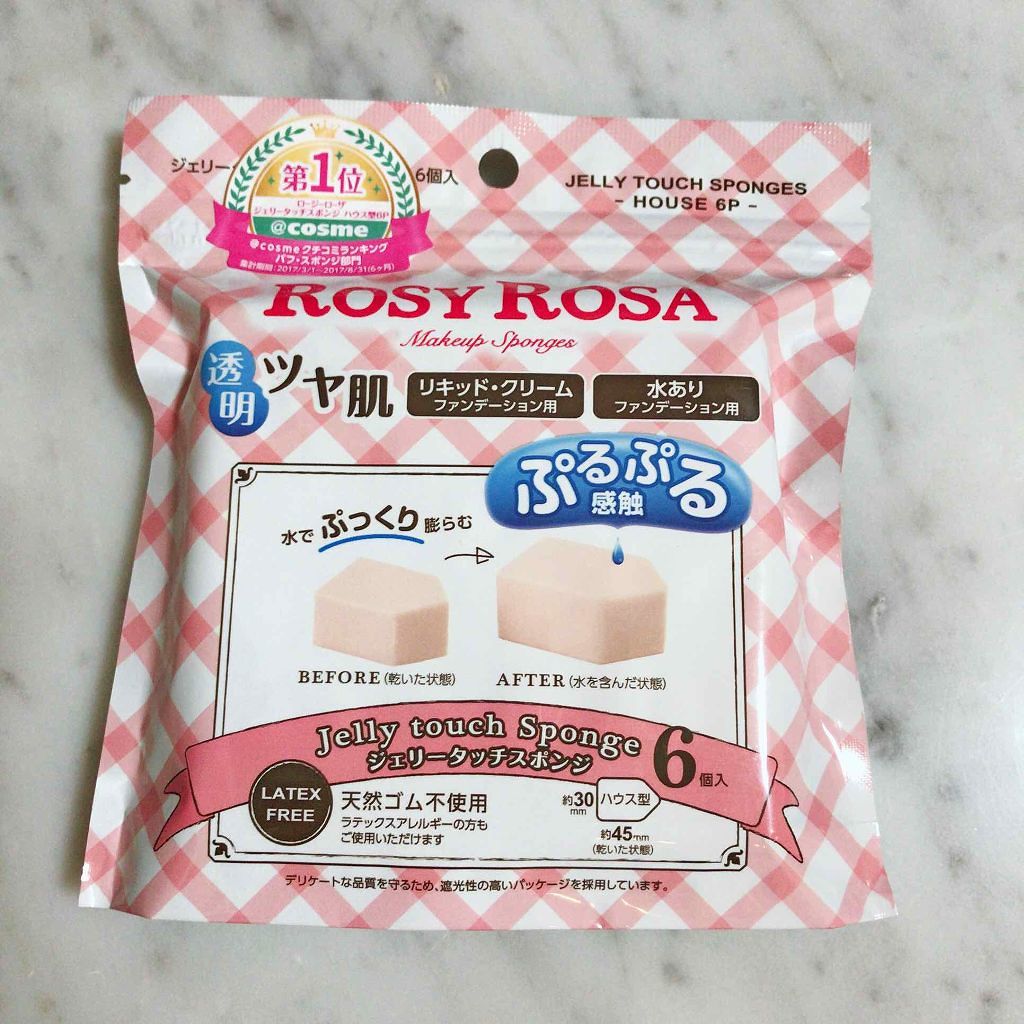 ジェリー
6個入
JELLY TOUCH SPONGES
- HOUSE 6P -
第1位
ロージーローザ
ジェリータッチスポンジ ハウス型6P
@cosme
@cosmeクチコミランキング
パフ・スポンジ部門
集計期間:2017/3/1~2017/8/31(6ヶ月)
ROSY ROSA
Makeup Sponges
透明
ツヤ肌
リキッド・クリーム
ファンデーション用
水あり
ファンデーション用
ぷるぷる
感触
水でぷっくり膨らむ
BEFORE(乾いた状態)
AFTER(水を含んだ状態)
Jelly touch Sponge
ジェリータッチスポンジ
6個入
LATEX
FREE
天然ゴム不使用
ラテックスアレルギーの方も
ご使用いただけます
約30mm
ハウス型
約45mm
(乾いた状態)
デリケートな品質を守るため、遮光性の高いパッケージを採用しています。